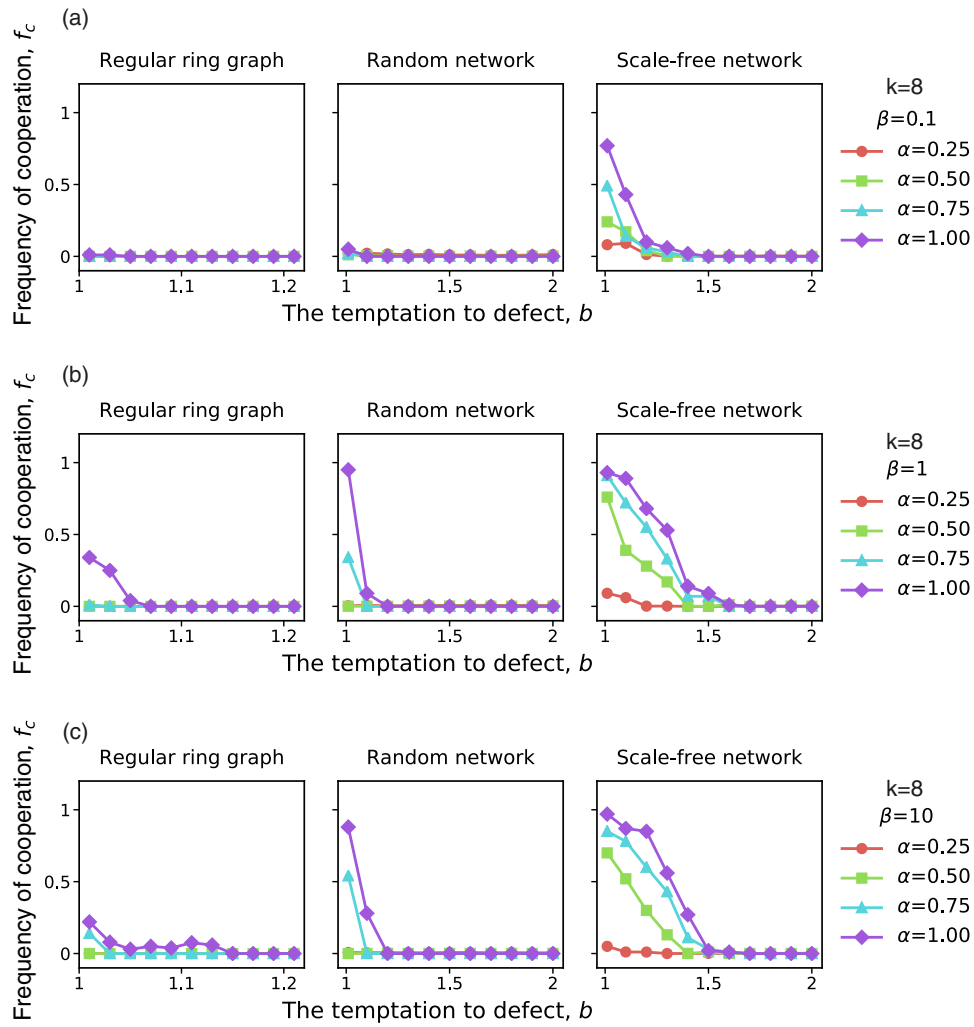 (a)
Regular ring graph
Random network
Scale-free network
Frequency of cooperation, f_c
1
0.5
0
1
1.1
1.2
1
1.5
2
1
1.5
2
The temptation to defect, b
k=8
β=0.1
α=0.25
α=0.50
α=0.75
α=1.00
(b)
Regular ring graph
Random network
Scale-free network
Frequency of cooperation, f_c
1
0.5
0
1
1.1
1.2
1
1.5
2
1
1.5
2
The temptation to defect, b
k=8
β=1
α=0.25
α=0.50
α=0.75
α=1.00
(c)
Regular ring graph
Random network
Scale-free network
Frequency of cooperation, f_c
1
0.5
0
1
1.1
1.2
1
1.5
2
1
1.5
2
The temptation to defect, b
k=8
β=10
α=0.25
α=0.50
α=0.75
α=1.00